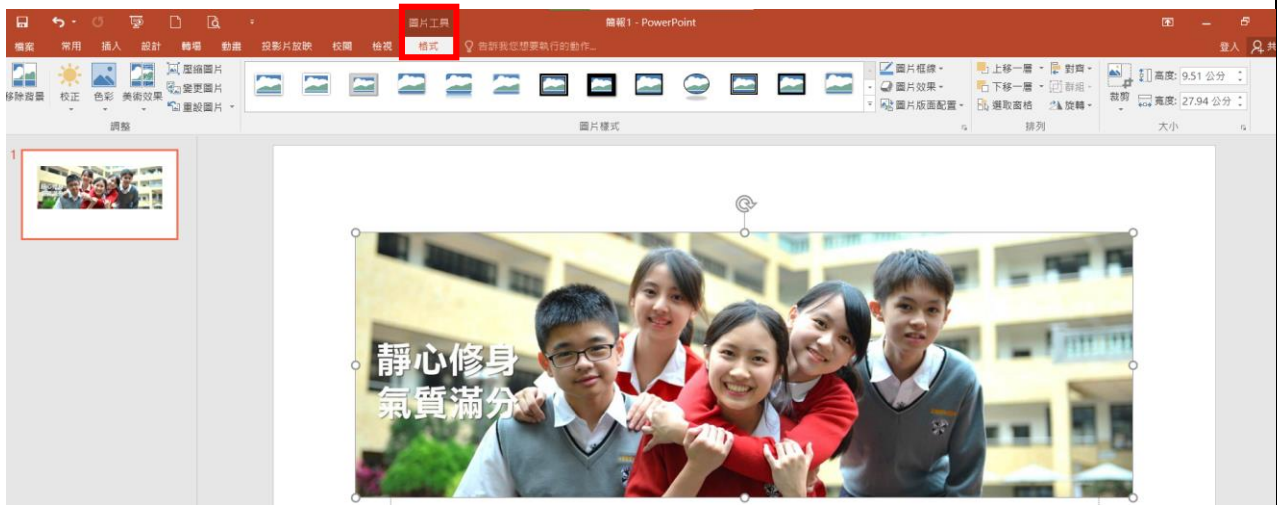 圖片工具
簡報1 - PowerPoint
檔案 常用 插入 設計 轉場 動畫 投影片放映 校閱 檢視 格式 告訴我您想要執行的動作... 登入 共
移除背景
校正
色彩
美術效果
壓縮圖片
變更圖片
重設圖片
調整
圖片樣式
圖片框線
圖片效果
圖片版面配置
上移一層
下移一層
選取窗格
對齊
群組
旋轉
排列
裁剪
高度: 9.51 公分
寬度: 27.94 公分
大小
1
靜心修身
氣質滿分